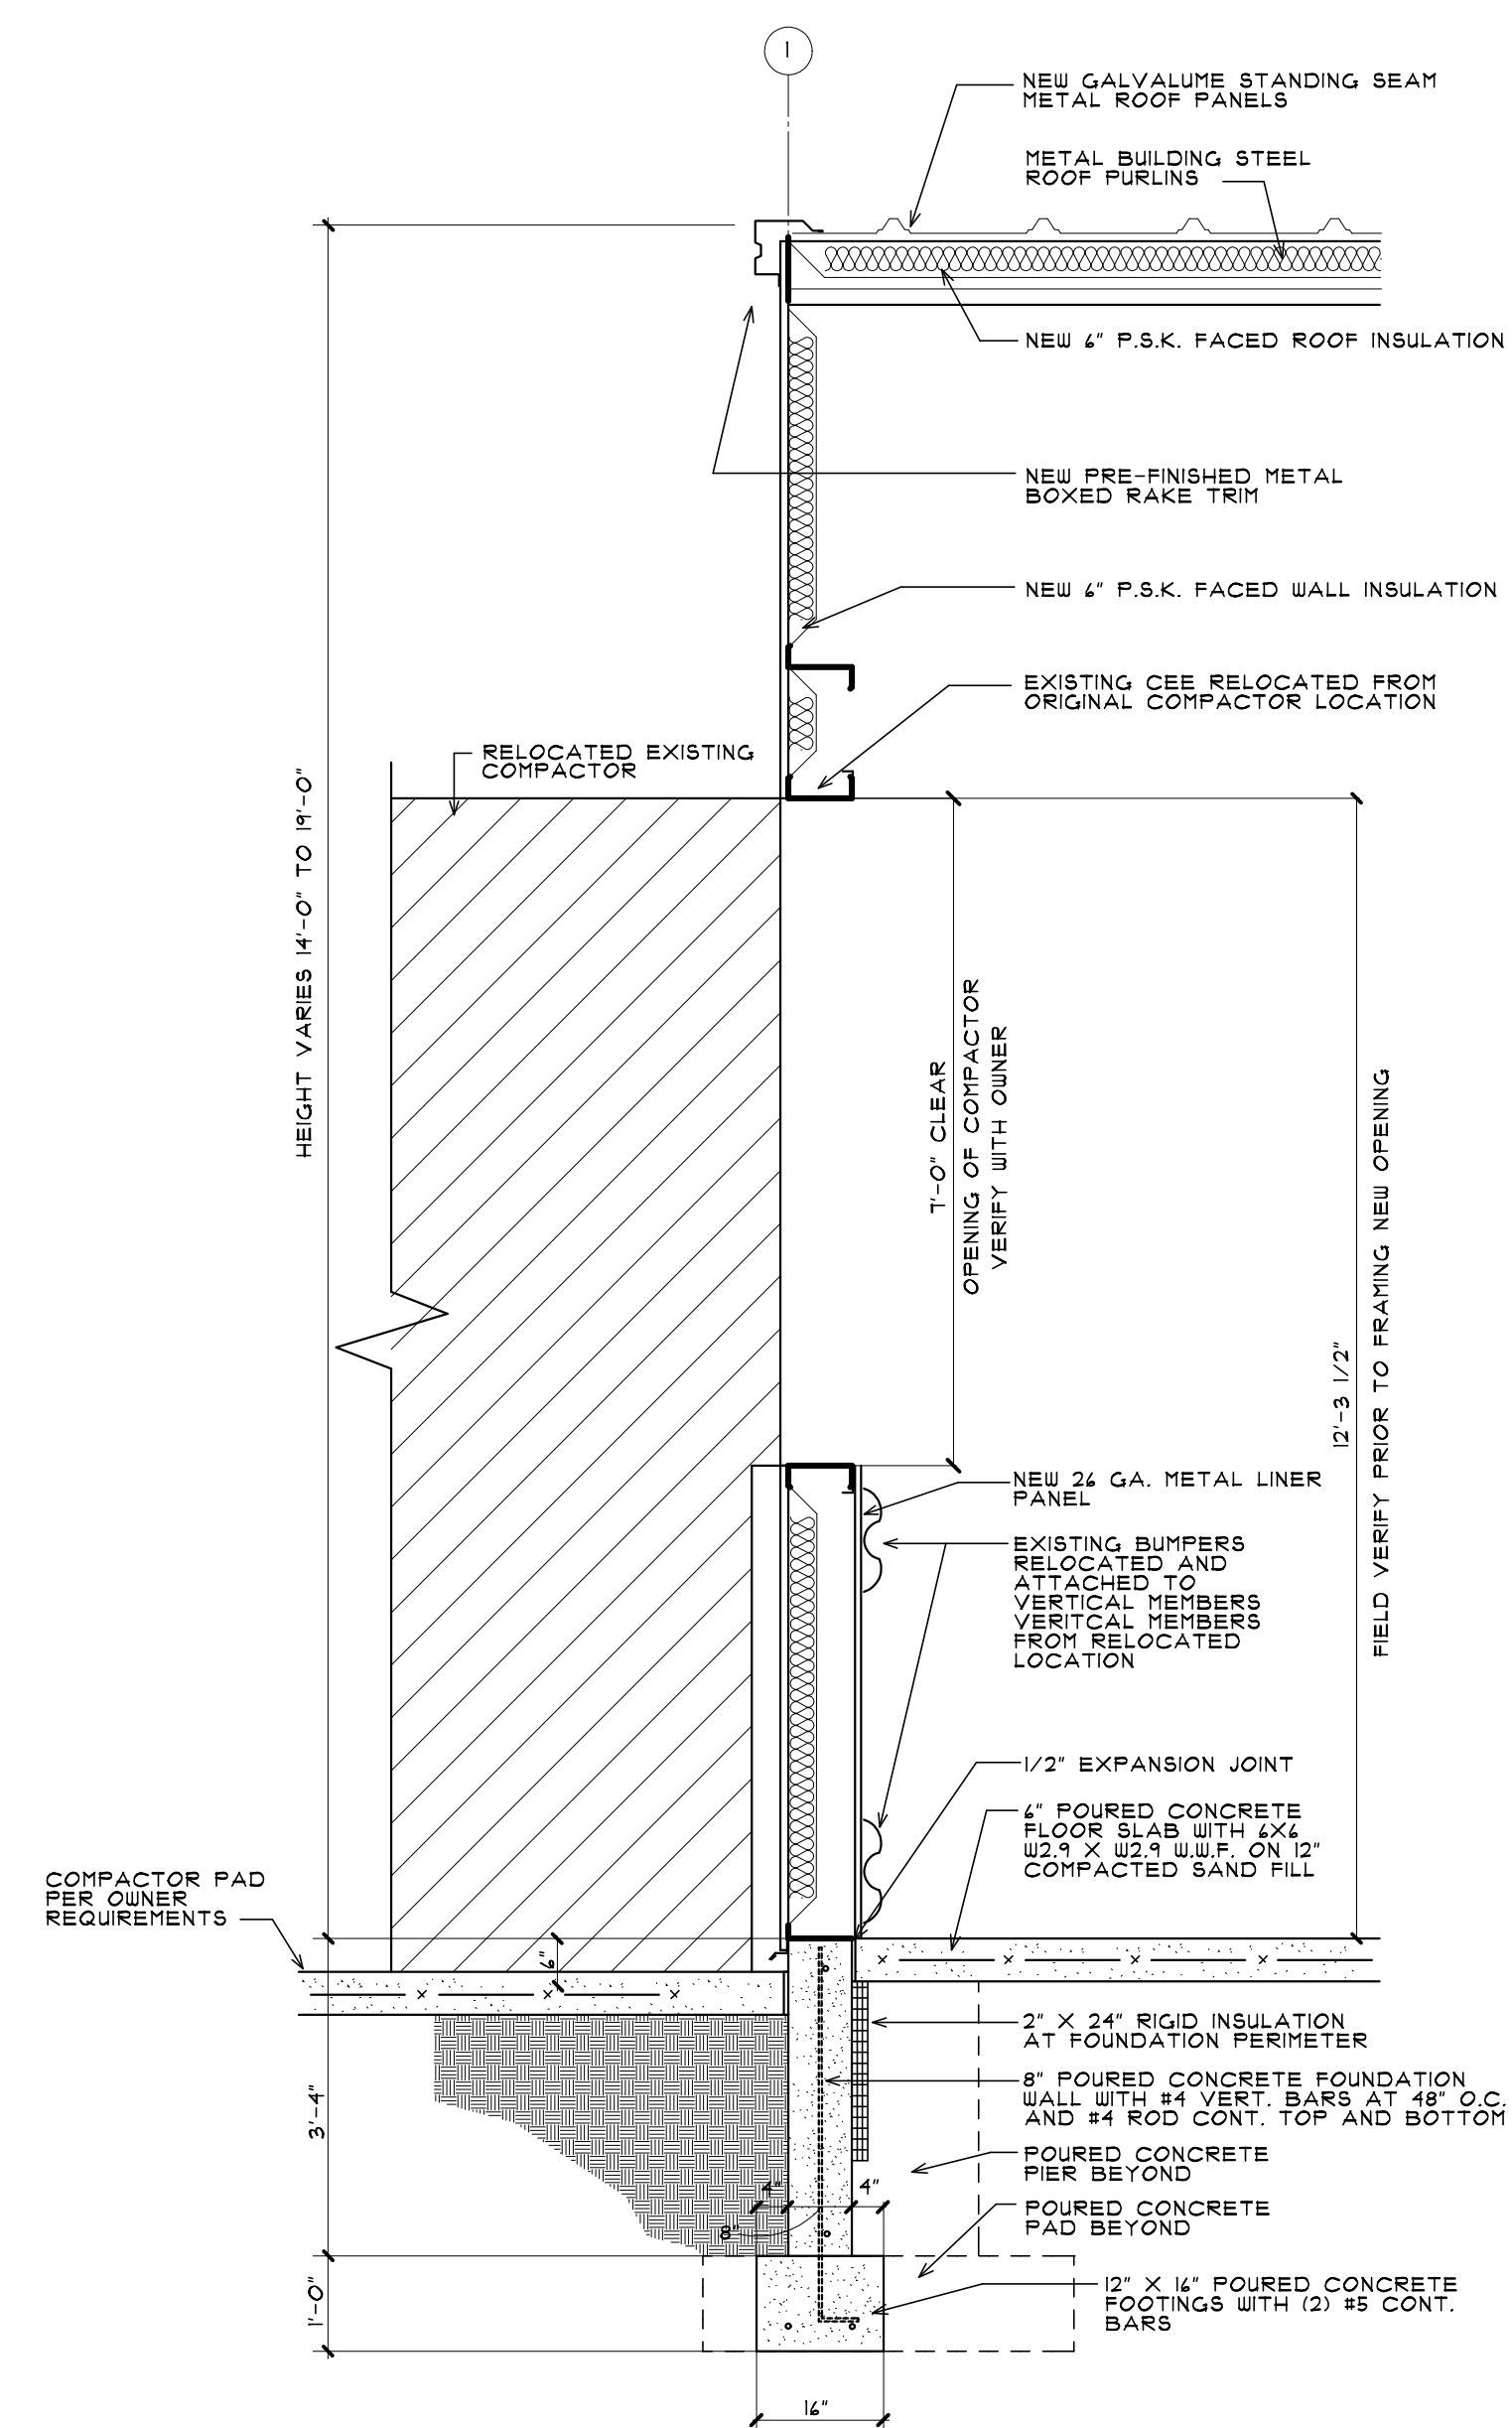 1
NEW GALVALUME STANDING SEAM
METAL ROOF PANELS
METAL BUILDING STEEL
ROOF PURLINS
NEW 6" P.S.K. FACED ROOF INSULATION
NEW PRE-FINISHED METAL
BOXED RAKE TRIM
NEW 6" P.S.K. FACED WALL INSULATION
EXISTING CEE RELOCATED FROM
ORIGINAL COMPACTOR LOCATION
RELOCATED EXISTING
COMPACTOR
HEIGHT VARIES 14'-0" TO 19'-0"
7'-0" CLEAR
OPENING OF COMPACTOR
VERIFY WITH OWNER
12'-3 1/2"
FIELD VERIFY PRIOR TO FRAMING NEW OPENING
NEW 26 GA. METAL LINER
PANEL
EXISTING BUMPERS
RELOCATED AND
ATTACHED TO
VERTICAL MEMBERS
VERITCAL MEMBERS
FROM RELOCATED
LOCATION
1/2" EXPANSION JOINT
6" POURED CONCRETE
FLOOR SLAB WITH 6X6
W2.9 X W2.9 W.W.F. ON 12"
COMPACTED SAND FILL
COMPACTOR PAD
PER OWNER
REQUIREMENTS
6"
2" X 24" RIGID INSULATION
AT FOUNDATION PERIMETER
8" POURED CONCRETE FOUNDATION
WALL WITH #4 VERT. BARS AT 48" O.C.
AND #4 ROD CONT. TOP AND BOTTOM
3'-4"
POURED CONCRETE
PIER BEYOND
4"
4"
8"
POURED CONCRETE
PAD BEYOND
12" X 16" POURED CONCRETE
FOOTINGS WITH (2) #5 CONT.
BARS
1'-0"
16"